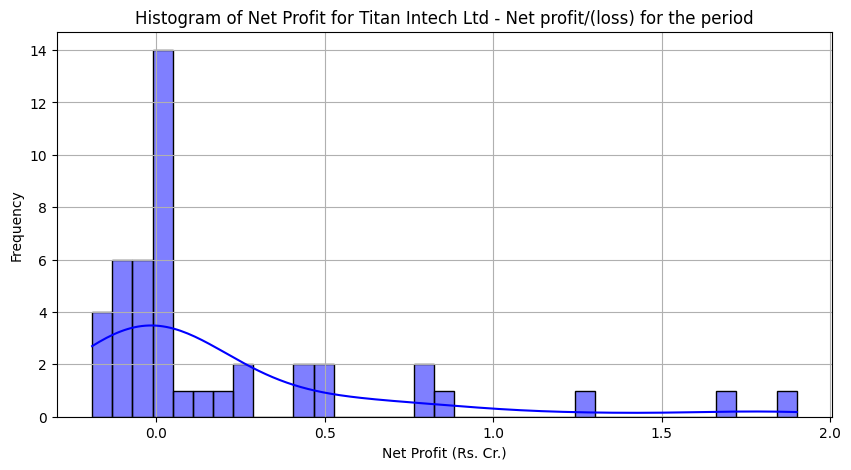 Histogram of Net Profit for Titan Intech Ltd - Net profit/(loss) for the period
14
12
10
8
6
4
2
0
Frequency
0.0 0.5 1.0 1.5 2.0
Net Profit (Rs. Cr.)